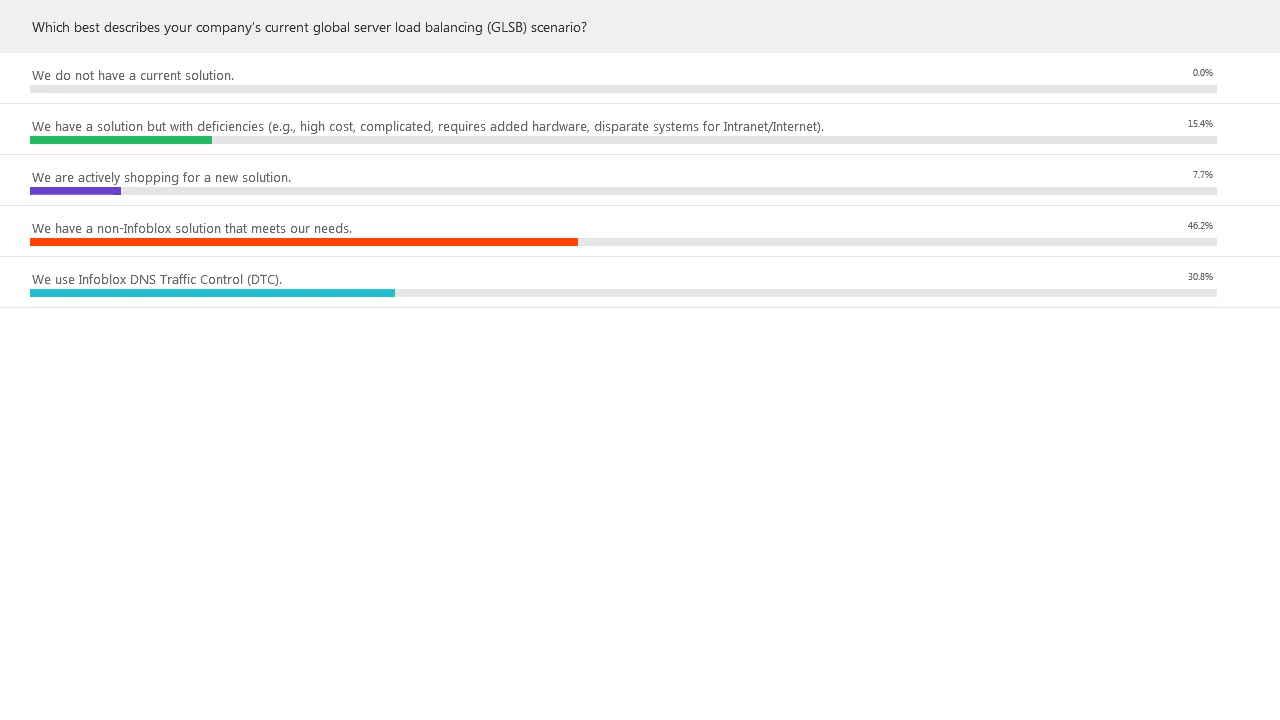 Which best describes your company's current global server load balancing (GLSB) scenario?
We do not have a current solution.
0.0%
We have a solution but with deficiencies (e.g., high cost, complicated, requires added hardware, disparate systems for Intranet/Internet).
15.4%
We are actively shopping for a new solution.
7.7%
We have a non-Infoblox solution that meets our needs.
46.2%
We use Infoblox DNS Traffic Control (DTC).
30.8%